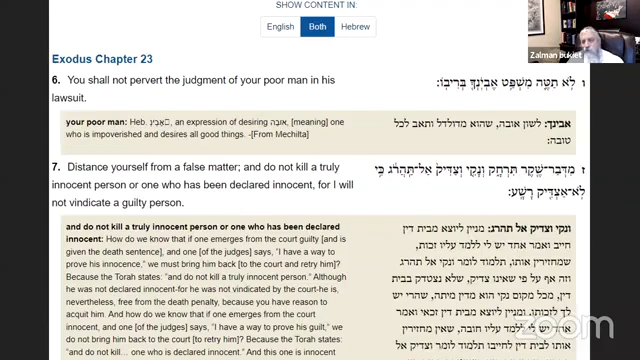 SHOW CONTENT IN:
English Both Hebrew
Zalman bukiet
Exodus Chapter 23
6. You shall not pervert the judgment of your poor man in his
lawsuit.
ו לֹא תַטֶּה מִשְׁפַּט אֶבְיֹנְךָ בְּרִיבוֹ:
your poor man: Heb. an expression of desiring אוֹבֶה, [meaning] one
who is impoverished and desires all good things. -[From Mechilta]
אבינך: לשון אובה, שהוא מדולדל ותאב לכל
טובה:
7. Distance yourself from a false matter; and do not kill a truly
innocent person or one who has been declared innocent, for I will
not vindicate a guilty person.
ז מִדְּבַר־שֶׁקֶר תִּרְחָק וְנָקִי וְצַדִּיק אַל־תַּהֲרֹג כִּי
לֹא־אַצְדִּיק רָשָׁע:
and do not kill a truly innocent person or one who has been declared
innocent: How do we know that if one emerges from the court guilty [and is
given the death sentence], and one [of the judges] says, “I have a way to
prove his innocence,” we must bring him back [to the court and retry him]?
Because the Torah states: “and do not kill a truly innocent person.” Although
he was not declared innocent-for he was not vindicated by the court-he is,
nevertheless, free from the death penalty, because you have reason to
acquit him. And how do we know that if one emerges from the court
innocent, and one [of the judges] says, “I have a way to prove his guilt,” we
do not bring him back to the court [to retry him]? Because the Torah states:
“and do not kill… one who is declared innocent.” And this one is innocent
ונקי וצדיק אל תהרג: מניין ליוצא מבית דין
חייב ואמר אחד יש לי ללמד עליו זכות,
שמחזירין אותו, תלמוד לומר ונקי אל תהרג
וזה אף על פי שאינו צדיק, שלא נצטדק בבית
דין, מכל מקום נקי הוא מדין מיתה, שהרי יש
לך לזכותו. ומניין ליוצא מבית דין זכאי ואמר
אחד יש לי ללמד עליו חובה, שאין מחזירין
אותו לבית דין לחייבו תלמוד לומר וצדיק אל
LIVE